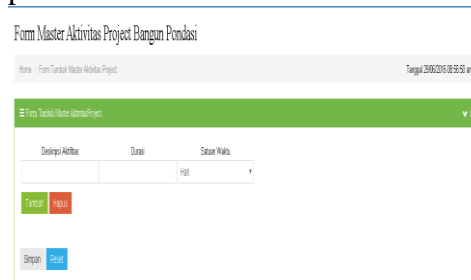 Form Master Aktivitas Project Bangun Pondasi
Home / Form Tambah Master Aktivitas Project
Tanggal 29/06/2016 08:56:50 am
Form Tambah Master AktivitasProject
Deskripsi Aktifitas Durasi Satuan Waktu
Hari
Tambah Hapus
Simpan Reset